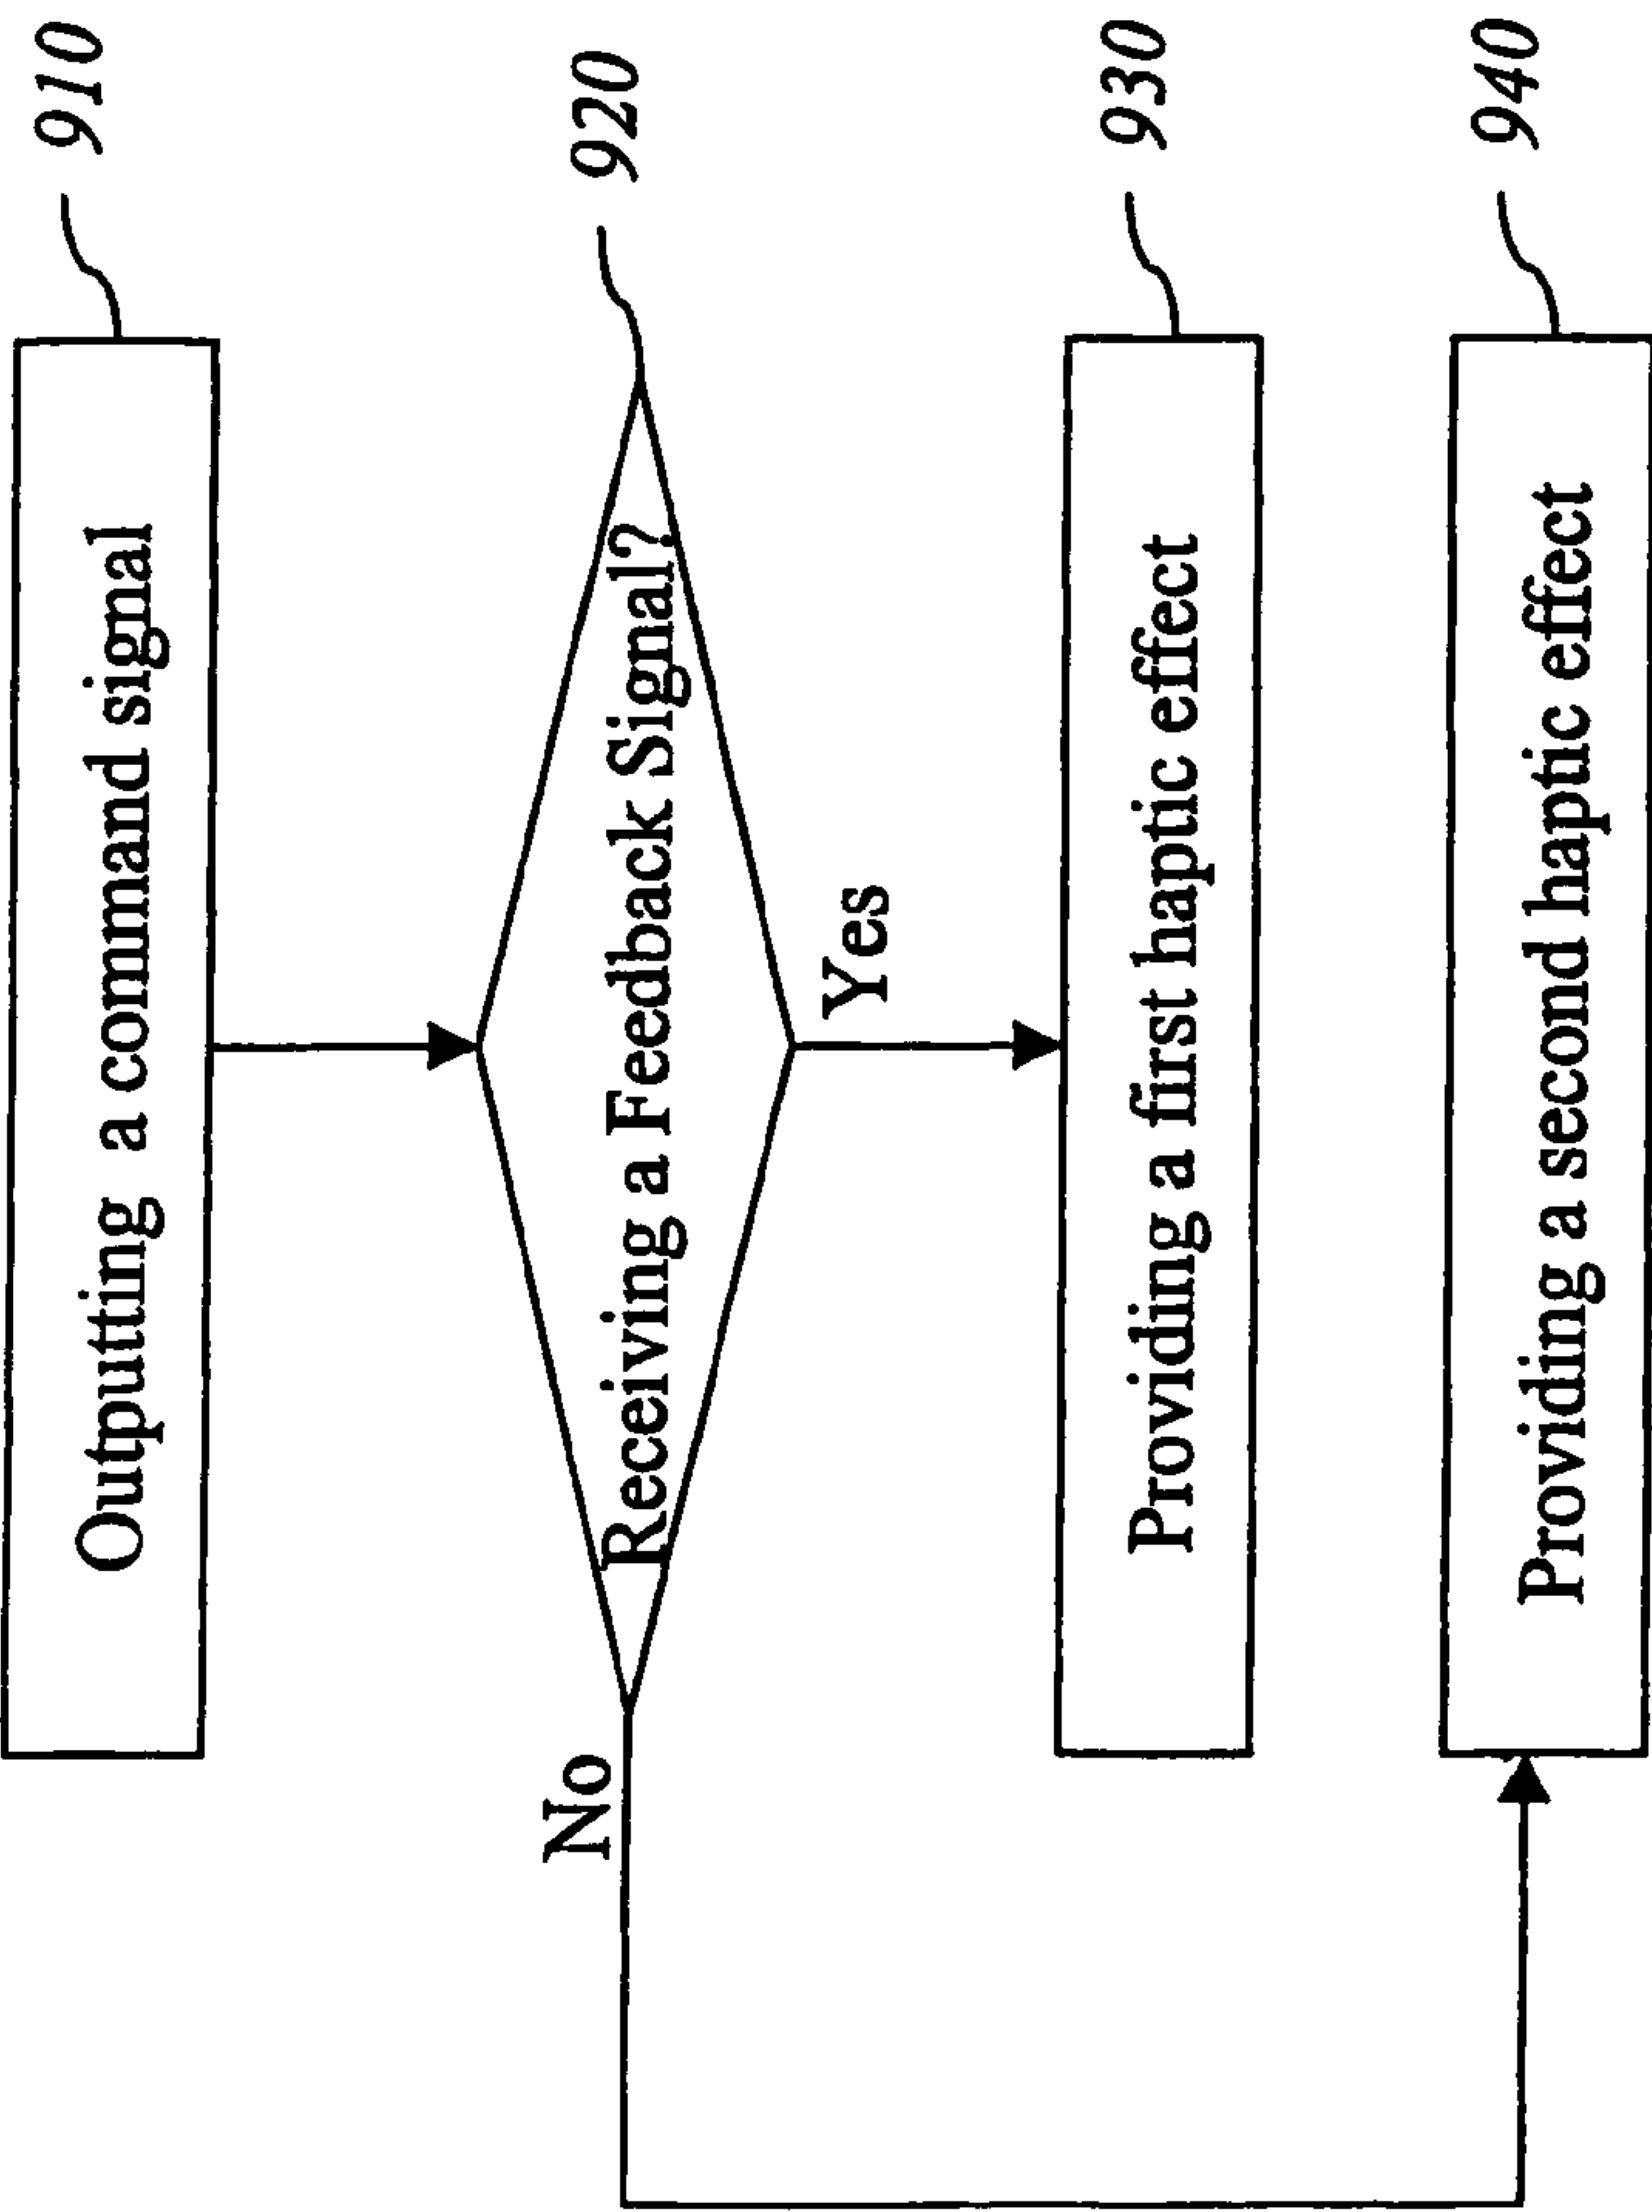 Outputting a command signal
910
Receiving a Feedback Signal?
920
No
Yes
Providing a first haptic effect
930
Providing a second haptic effect
940